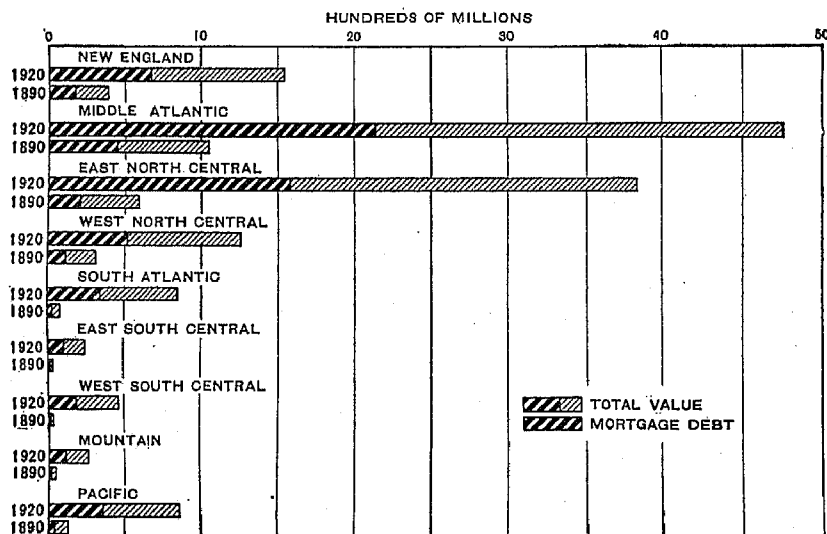 HUNDREDS OF MILLIONS
0 10 20 30 40 50
NEW ENGLAND
1920
1890
MIDDLE ATLANTIC
1920
1890
EAST NORTH CENTRAL
1920
1890
WEST NORTH CENTRAL
1920
1890
SOUTH ATLANTIC
1920
1890
EAST SOUTH CENTRAL
1920
1890
WEST SOUTH CENTRAL
1920
1890
MOUNTAIN
1920
1890
PACIFIC
1920
1890
TOTAL VALUE
MORTGAGE DEBT